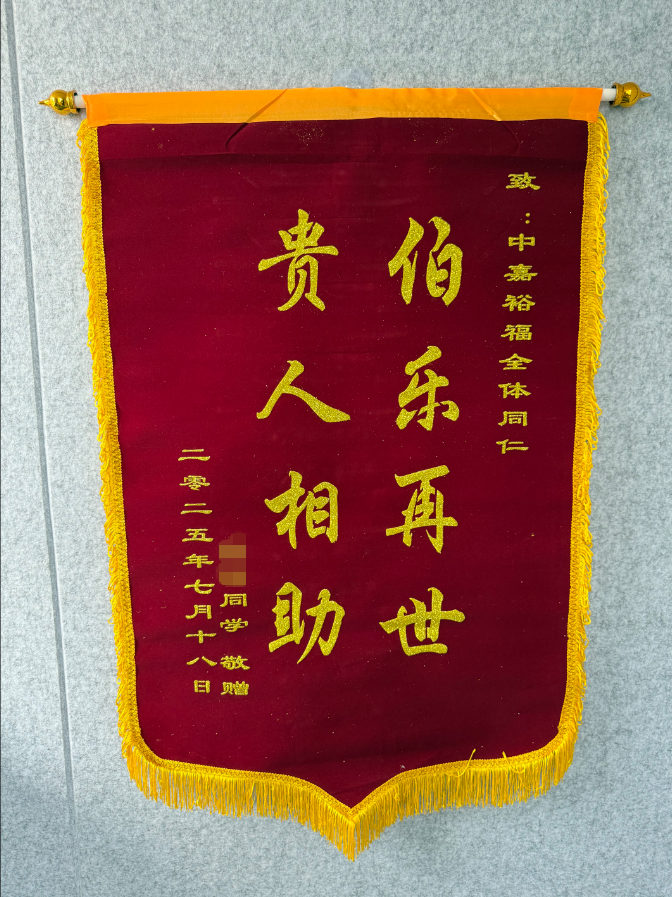 致：中嘉裕福全体同仁
伯乐再世
贵人相助
同学 敬赠
二零二五年七月十八日